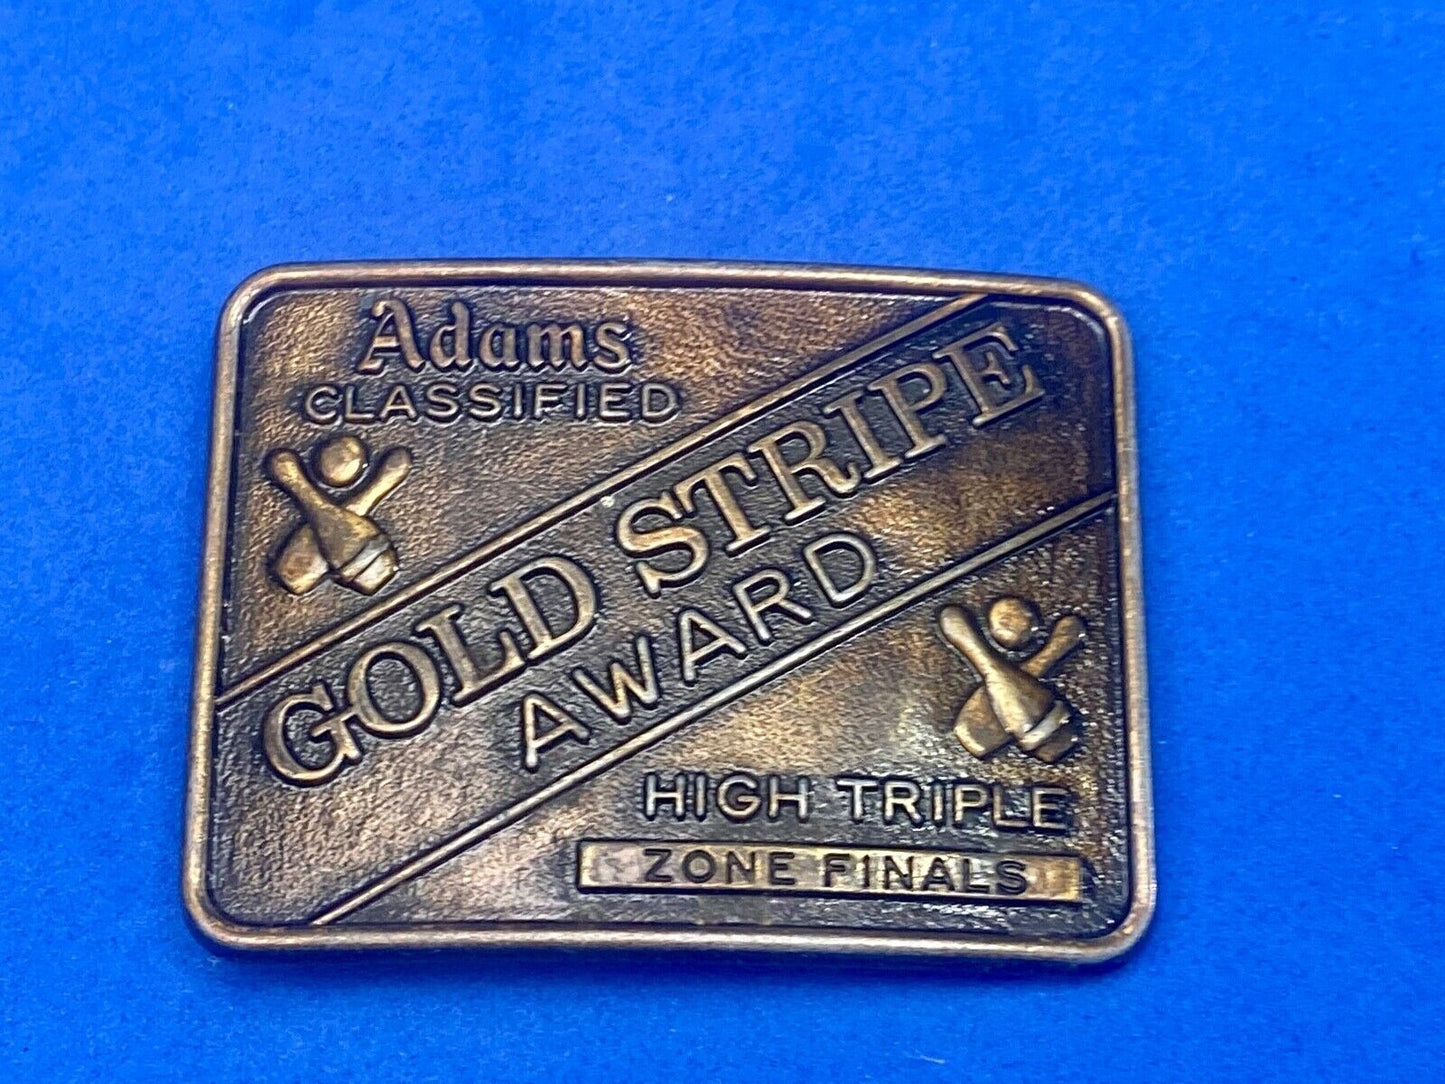 Adams
CLASSIFIED
GOLD STRIPE
AWARD
HIGH TRIPLE
ZONE FINALS